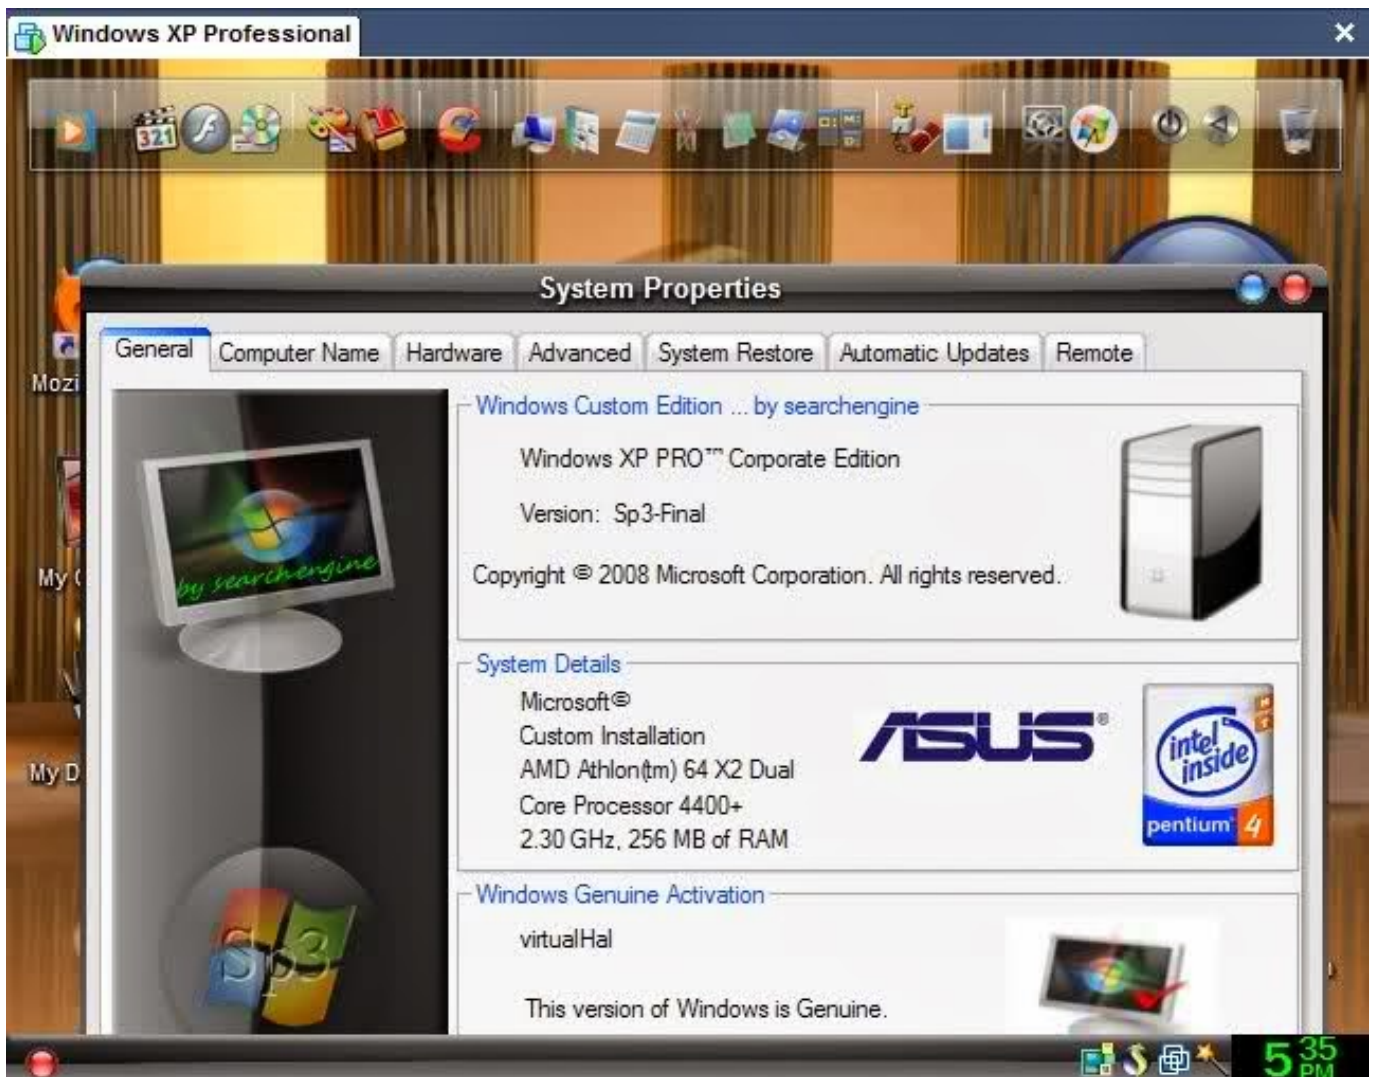 Windows XP Professional
321
System Properties
General Computer Name Hardware Advanced System Restore Automatic Updates Remote
Mozi
Windows Custom Edition ... by searchengine
Windows XP PRO™ Corporate Edition
Version: Sp3-Final
by searchengine
Copyright © 2008 Microsoft Corporation. All rights reserved.
My
System Details
Microsoft©
Custom Installation
AMD Athlon(tm) 64 X2 Dual
Core Processor 4400+
2.30 GHz, 256 MB of RAM
ASUS®
HT
intel
inside
pentium 4
My D
Windows Genuine Activation
virtualHal
This version of Windows is Genuine.
Sp3
5 35
PM